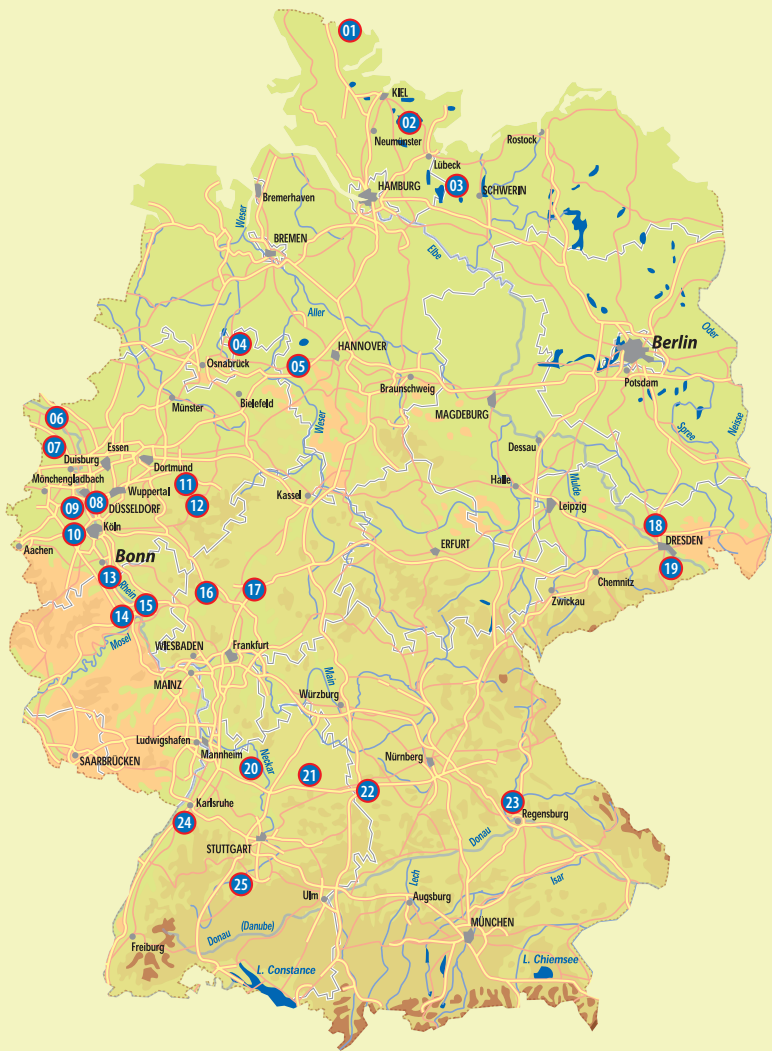 01
KIEL
02
Neumünster
Rostock
Lübeck
03
HAMBURG
SCHWERIN
Bremerhaven
Weser
BREMEN
Elbe
Aller
Oder
04
HANNOVER
Berlin
Osnabrück
05
Potsdam
Braunschweig
Bielefeld
Münster
MAGDEBURG
06
Weser
Spree
Neisse
07
Essen
Dessau
Duisburg
Dortmund
Mönchengladbach
11
Halle
Mulde
Wuppertal
Kassel
09
08
DÜSSELDORF
12
Leipzig
10
Köln
18
Aachen
Bonn
ERFURT
DRESDEN
13
Rhein
16
17
Chemnitz
19
Zwickau
14
15
Mosel
WIESBADEN
Frankfurt
MAINZ
Main
Würzburg
Ludwigshafen
Mannheim
SAARBRÜCKEN
Neckar
20
21
Nürnberg
22
Karlsruhe
23
24
Regensburg
STUTTGART
Donau
25
Lech
Isar
Ulm
Augsburg
Donau
(Danube)
MÜNCHEN
Freiburg
L. Constance
L. Chiemsee